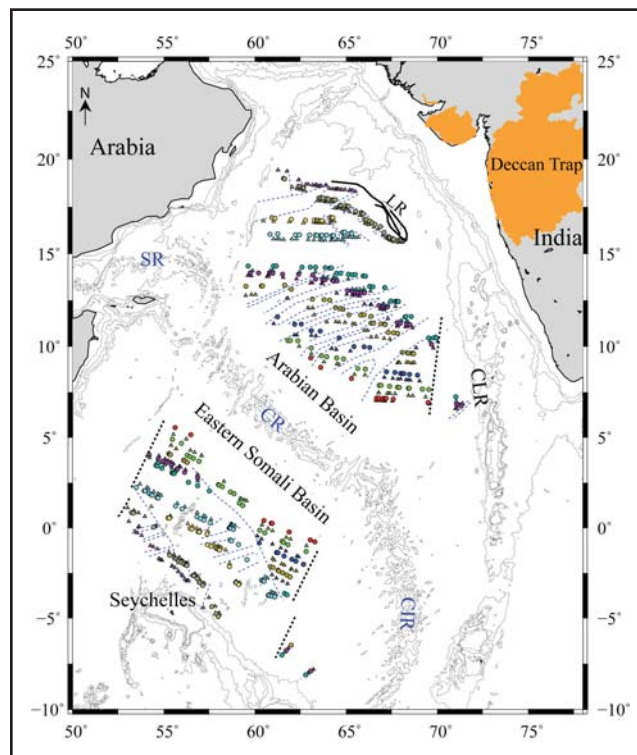 50° 55° 60° 65° 70° 75°
25° 25°
N
Arabia
20° 20°
Deccan Trap
LR
India
15° 15°
SR
10° 10°
Arabian Basin
CLR
CR
5° 5°
Eastern Somali Basin
0° 0°
Seychelles
CIR
−5° −5°
−10° −10°
50° 55° 60° 65° 70° 75°